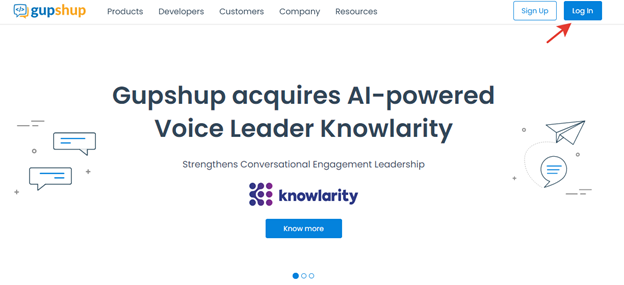 gupshup Products Developers Customers Company Resources Sign Up Log In
Gupshup acquires AI-powered
Voice Leader Knowlarity
Strengthens Conversational Engagement Leadership
knowlarity
Know more